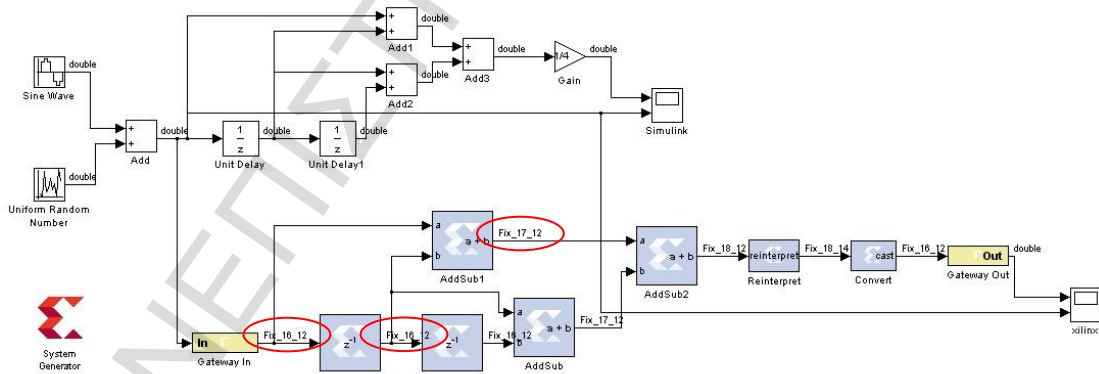 double
+
+
Add1
double
double
Sine Wave
+
+
Add2
double
+
+
Add3
double
1/4
Gain
double
Simulink
+
+
Add
double
1
z
Unit Delay
double
1
z
Unit Delay1
double
double
Uniform Random
Number
ΝΕΠΙΣ
a
b
a + b
AddSub1
Fix_17_12
a
b
a + b
AddSub2
Fix_18_12
reinterpret
Reinterpret
Fix_18_14
cast
Convert
Fix_16_12
Out
Gateway Out
double
xilinx
System
Generator
In
Gateway In
Fix_16_12
z-1
Fix_16_12
z-1
Fix_16_12
a
b
a + b
AddSub
Fix_17_12